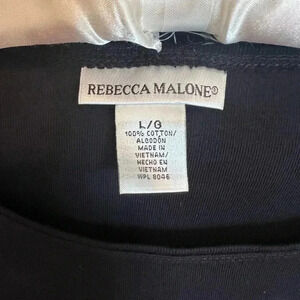 REBECCA MALONE®
L/G
100% COTTON/
ALGODÓN
MADE IN
VIETNAM/
HECHO EN
VIETNAM
WPL 8046